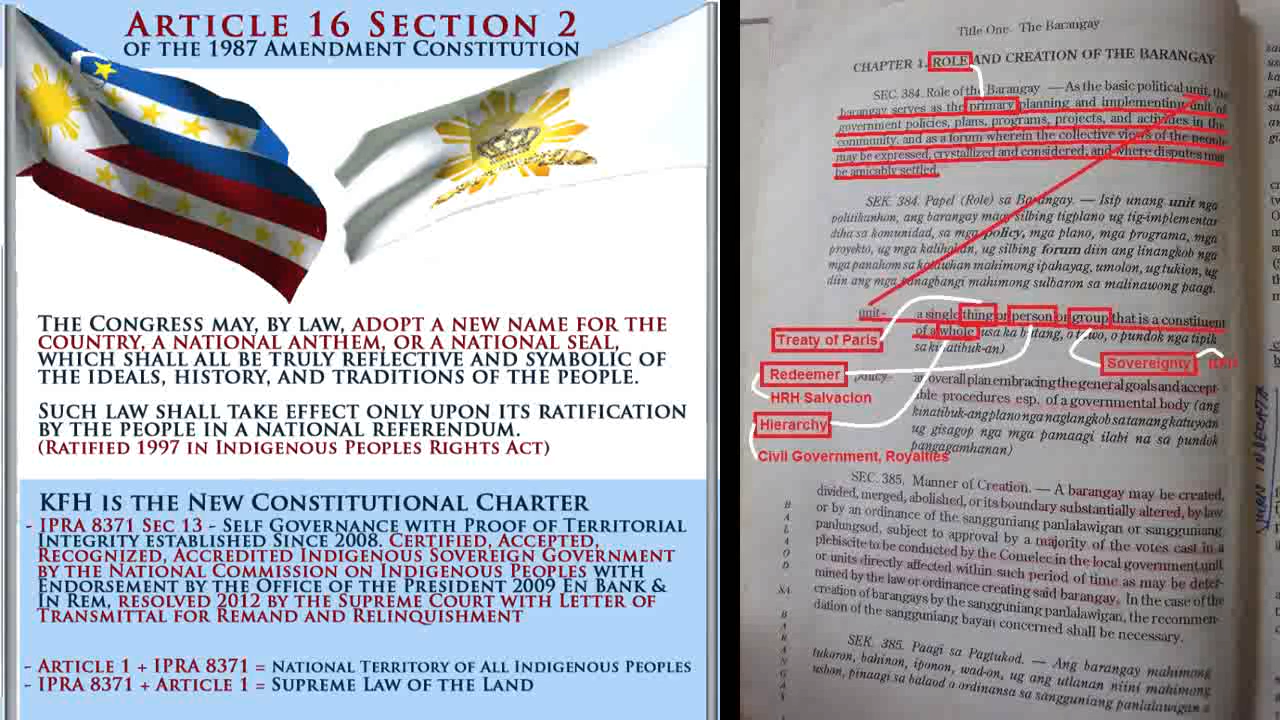 Article 16 Section 2
of the 1987 Amendment Constitution
The Congress may, by law, adopt a new name for the
country, a national anthem, or a national seal,
which shall all be truly reflective and symbolic of
the ideals, history, and traditions of the people.
Such law shall take effect only upon its ratification
by the people in a national referendum.
(Ratified 1997 in Indigenous Peoples Rights Act)
KFH is the New Constitutional Charter
- IPRA 8371 Sec 13 - Self Governance with Proof of Territorial
Integrity established Since 2008. Certified, Accepted,
Recognized, Accredited Indigenous Sovereign Government
by the National Commission on Indigenous Peoples with
Endorsement by the Office of the President 2009 En Bank &
In Rem, resolved 2012 by the Supreme Court with Letter of
Transmittal for Remand and Relinquishment
- Article 1 + IPRA 8371 = National Territory of All Indigenous Peoples
- IPRA 8371 + Article 1 = Supreme Law of the Land
Title One. The Barangay
CHAPTER 1. ROLE AND CREATION OF THE BARANGAY
SEC. 384. Role of the Barangay — As the basic political unit, the
barangay serves as the primary planning and implementing unit of
government policies, plans, programs, projects, and activities in the
community, and as a forum wherein the collective views of the people
may be expressed, crystallized and considered, and where disputes may
be amicably settled.
SEK. 384. Papel (Role) sa Barangay. — Isip unang unit nga
politikanhon, ang barangay mag silbing tigplano ug tig-implementar
diha sa komunidad, sa mga policy, mga plano, mga programa, mga
proyekto, ug mga kalihokan, ug silbing forum diin ang linangkob nga
mga panahom sa katawhan mahimong ipahayag, umolon, ug tukion, ug
diin ang mga panagbangi mahimong sulbaron sa malinawong paagi.
unit- a single thing or person or group that is a constituent
of a whole usa ka butang, o tawo, o pundok nga tipik
sa kinatibuk-an)
Treaty of Paris
Sovereignty
Redeemer
policy- an overall plan embracing the general goals and accept-
HRH Salvacion
able procedures esp. of a governmental body (ang
kinatibuk-ang plano nga naglangkob sa tanang katuyoan
Hierarchy
ug gisagop nga mga pamaagi ilabi na sa pundok
pangagamhanan)
Civil Government, Royalties
SEC. 385. Manner of Creation. — A barangay may be created,
divided, merged, abolished, or its boundary substantially altered, by law
or by an ordinance of the sangguniang panlalawigan or sangguniang
panlungsod, subject to approval by a majority of the votes cast in a
plebiscite to be conducted by the Comelec in the local government unit
or units directly affected within such period of time as may be deter-
mined by the law or ordinance creating said barangay. In the case of the
creation of barangays by the sangguniang panlalawigan, the recommen-
dation of the sangguniang bayan concerned shall be necessary.
SEK. 385. Paagi sa Pagtukod. — Ang barangay mahimong
tukoron, bahinon, iponon, wad-on, ug ang utlanan niini mahimong
usbon, pinaagi sa balaod o ordinansa sa sangguniang panlalawigan o
BALAOD SA BARANGAY